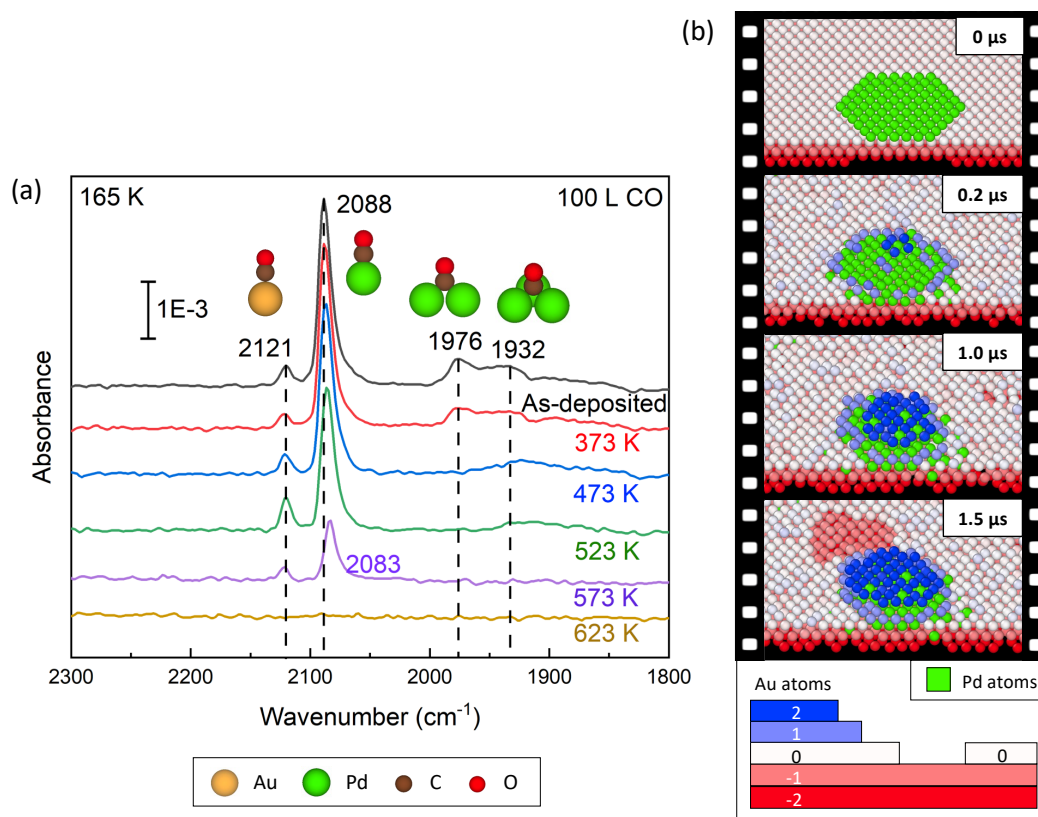 (a)
165 K
100 L CO
2088
1E-3
2121
1976
1932
As-deposited
373 K
473 K
523 K
2083
573 K
623 K
Absorbance
2300
2200
2100
2000
1900
1800
Wavenumber (cm⁻¹)
Au
Pd
C
O
(b)
0 µs
0.2 µs
1.0 µs
1.5 µs
Au atoms
Pd atoms
2
1
0
0
-1
-2